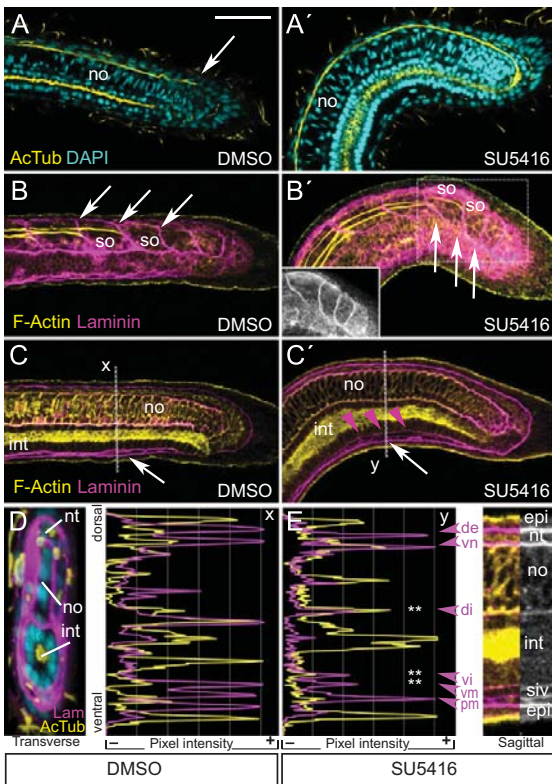 A
no
AcTub DAPI
DMSO
A´
no
SU5416
B
so
so
F-Actin Laminin
DMSO
B´
so
so
SU5416
C
x
no
int
F-Actin Laminin
DMSO
C´
no
int
y
SU5416
D
nt
no
int
Lam
AcTub
Transverse
dorsal
ventral
x
– Pixel intensity +
E
y
**
**
**
de
vn
di
vi
vm
pm
– Pixel intensity +
epi
nt
no
int
siv
epi
Sagittal
DMSO
SU5416